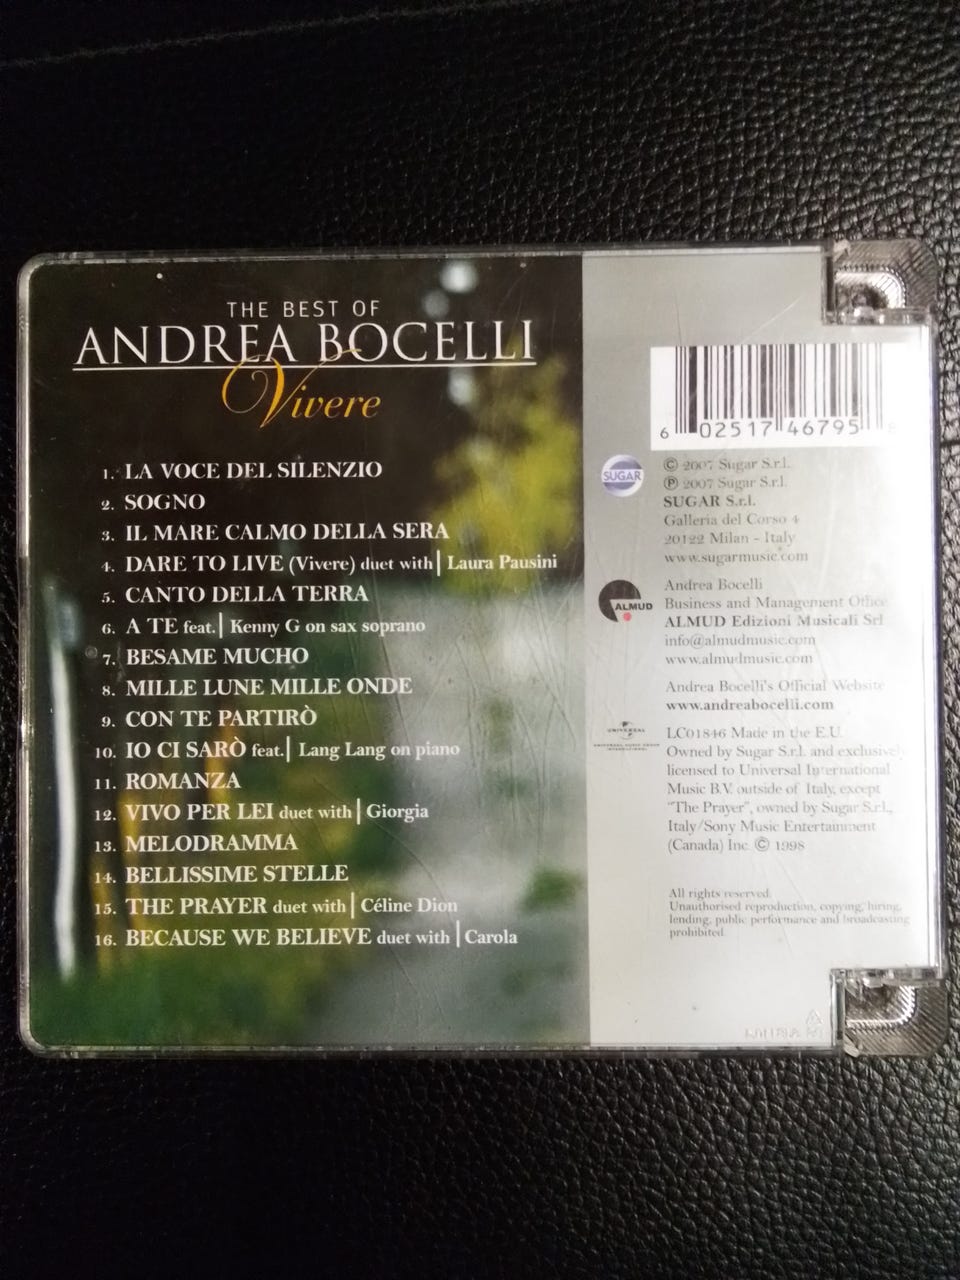 THE BEST OF
ANDREA BOCELLI
Vivere
1. LA VOCE DEL SILENZIO
2. SOGNO
3. IL MARE CALMO DELLA SERA
4. DARE TO LIVE (Vivere) duet with | Laura Pausini
5. CANTO DELLA TERRA
6. A TE feat. | Kenny G on sax soprano
7. BESAME MUCHO
8. MILLE LUNE MILLE ONDE
9. CON TE PARTIRÒ
10. IO CI SARÒ feat. | Lang Lang on piano
11. ROMANZA
12. VIVO PER LEI duet with | Giorgia
13. MELODRAMMA
14. BELLISSIME STELLE
15. THE PRAYER duet with | Céline Dion
16. BECAUSE WE BELIEVE duet with | Carola
6 02517 46795 8
SUGAR
© 2007 Sugar S.r.l.
℗ 2007 Sugar S.r.l.
SUGAR S.r.l.
Galleria del Corso 4
20122 Milan - Italy
www.sugarmusic.com
ALMUD
Andrea Bocelli
Business and Management Office
ALMUD Edizioni Musicali Srl
info@almudmusic.com
www.almudmusic.com
Andrea Bocelli's Official Website
www.andreabocelli.com
UNIVERSAL
UNIVERSAL MUSIC GROUP
INTERNATIONAL
LC01846 Made in the E.U.
Owned by Sugar S.r.l. and exclusively
licensed to Universal International
Music B.V. outside of Italy, except
"The Prayer", owned by Sugar S.r.l.,
Italy/Sony Music Entertainment
(Canada) Inc. © 1998
All rights reserved.
Unauthorised reproduction, copying, hiring,
lending, public performance and broadcasting
prohibited.